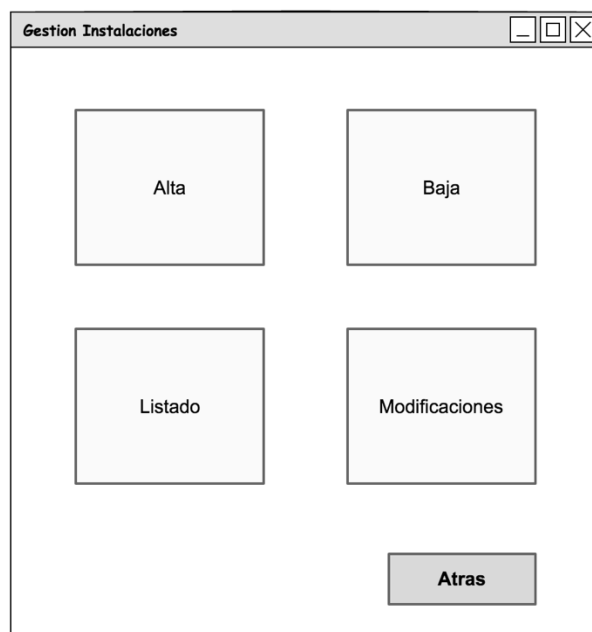 Gestion Instalaciones
Alta
Baja
Listado
Modificaciones
Atras